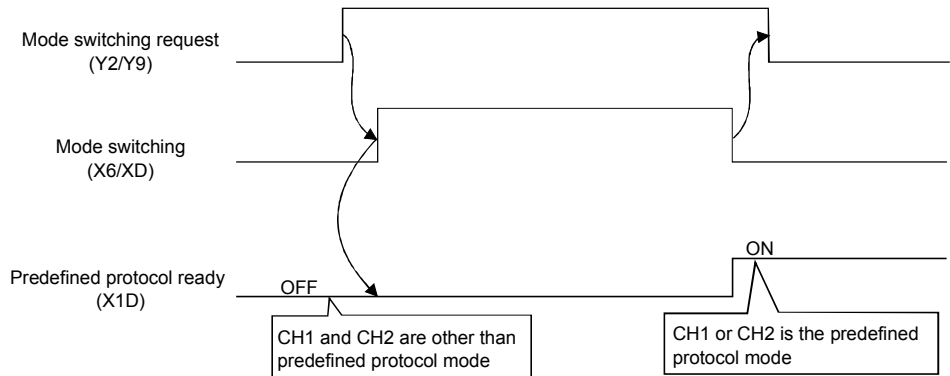 Mode switching request
(Y2/Y9)
Mode switching
(X6/XD)
Predefined protocol ready
(X1D)
OFF
ON
CH1 and CH2 are other than
predefined protocol mode
CH1 or CH2 is the predefined
protocol mode